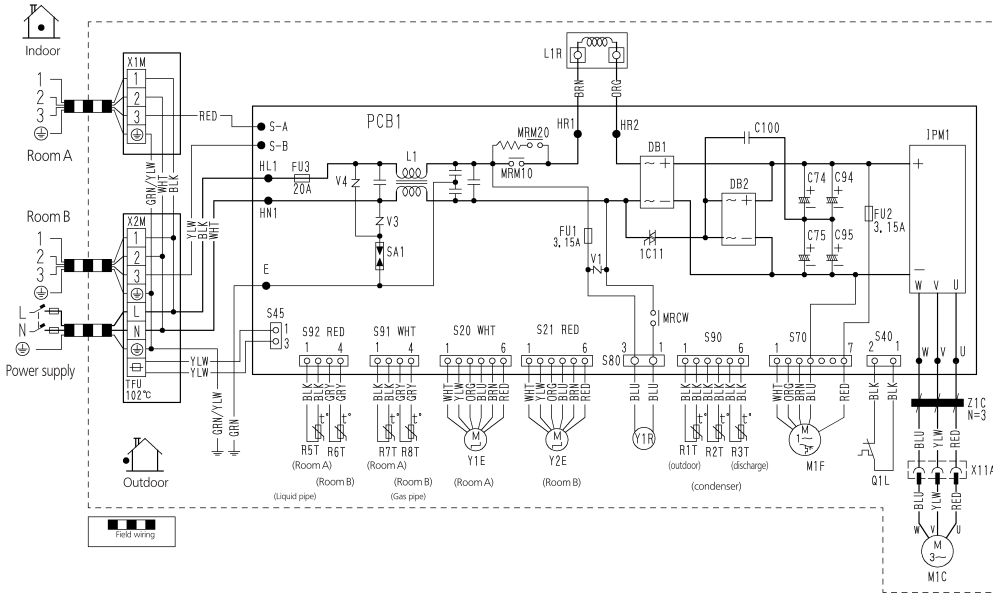 Indoor
1
2
3
Room A
X1M
1
2
3
RED
S-A
S-B
PCB1
L1R
BRN
ORG
HR1
HR2
MRM20
MRM10
DB1
DB2
C100
C74
C94
C75
C95
IPM1
+
−
W V U
FU2
3.15A
HL1
FU3
20A
L1
V4
V3
SA1
HN1
E
FU1
3.15A
V1
1C11
MRCW
GRN/YLW
WHT
BLK
Room B
1
2
3
X2M
1
2
3
L
N
YLW
BLK
WHT
L
N
Power supply
TFU
102℃
YLW
YLW
GRN/YLW
GRN
S45
1
3
S92 RED
1 4
S91 WHT
1 4
S20 WHT
1 6
S21 RED
1 6
S80
3 1
S90
1 6
S70
1 7
S40
2 1
W V U
Z1C
N=3
BLK BLK GRY GRY
BLK BLK GRY GRY
WHT YLW ORG BLU BRN RED
WHT YLW ORG BLU BRN RED
BLU BLU
BLK BLK BLK BLK BLK BLK
WHT ORG BRN BLU RED
BLK BLK
BLU YLW RED
t° t°
t° t°
t° t° t°
R5T R6T
(Room A)
(Room B)
(Liquid pipe)
R7T R8T
(Room A)
(Room B)
(Gas pipe)
M
Y1E
(Room A)
M
Y2E
(Room B)
Y1R
R1T R2T R3T
(outdoor) (discharge)
(condenser)
M
1~
M1F
Q1L
X11A
BLU YLW RED
W V U
M
3~
M1C
Outdoor
Field wiring